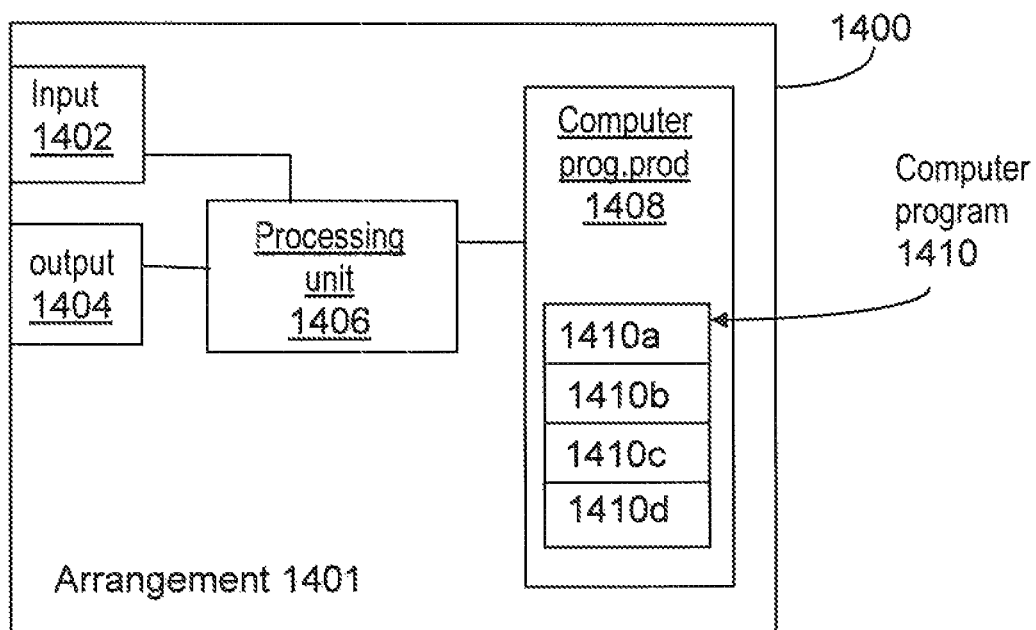 1400
Input
1402
output
1404
Processing
unit
1406
Computer
prog.prod
1408
1410a
1410b
1410c
1410d
Computer
program
1410
Arrangement 1401